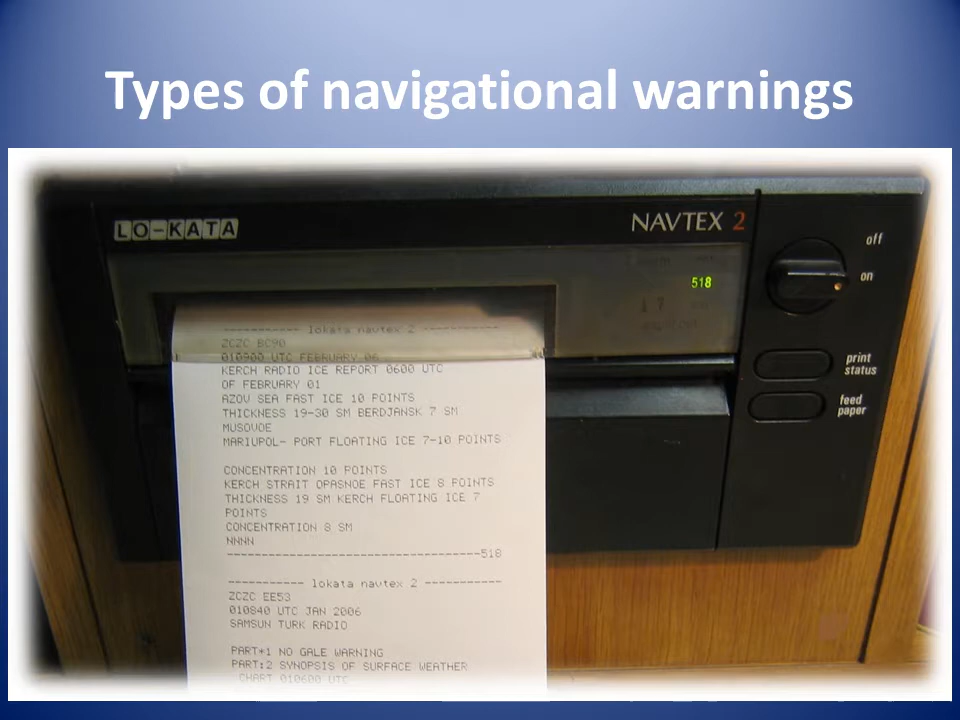 Types of navigational warnings
LO-KATA
NAVTEX 2
off
518
on
print
status
feed
paper
----------- lokata navtex 2 -----------
ZCZC BC90
010900 UTC FEBRUARY 06
KERCH RADIO ICE REPORT 0600 UTC
OF FEBRUARY 01
AZOV SEA FAST ICE 10 POINTS
THICKNESS 19-30 SM BERDJANSK 7 SM
MUSOVOE
MARIUPOL- PORT FLOATING ICE 7-10 POINTS
CONCENTRATION 10 POINTS
KERCH STRAIT OPASNOE FAST ICE 8 POINTS
THICKNESS 19 SM KERCH FLOATING ICE 7
POINTS
CONCENTRATION 8 SM
NNNN
-------------------------------------518
----------- lokata navtex 2 -----------
ZCZC EE53
010840 UTC JAN 2006
SAMSUN TURK RADIO
PART*1 NO GALE WARNING
PART:2 SYNOPSIS OF SURFACE WEATHER
CHART 010600 UTC